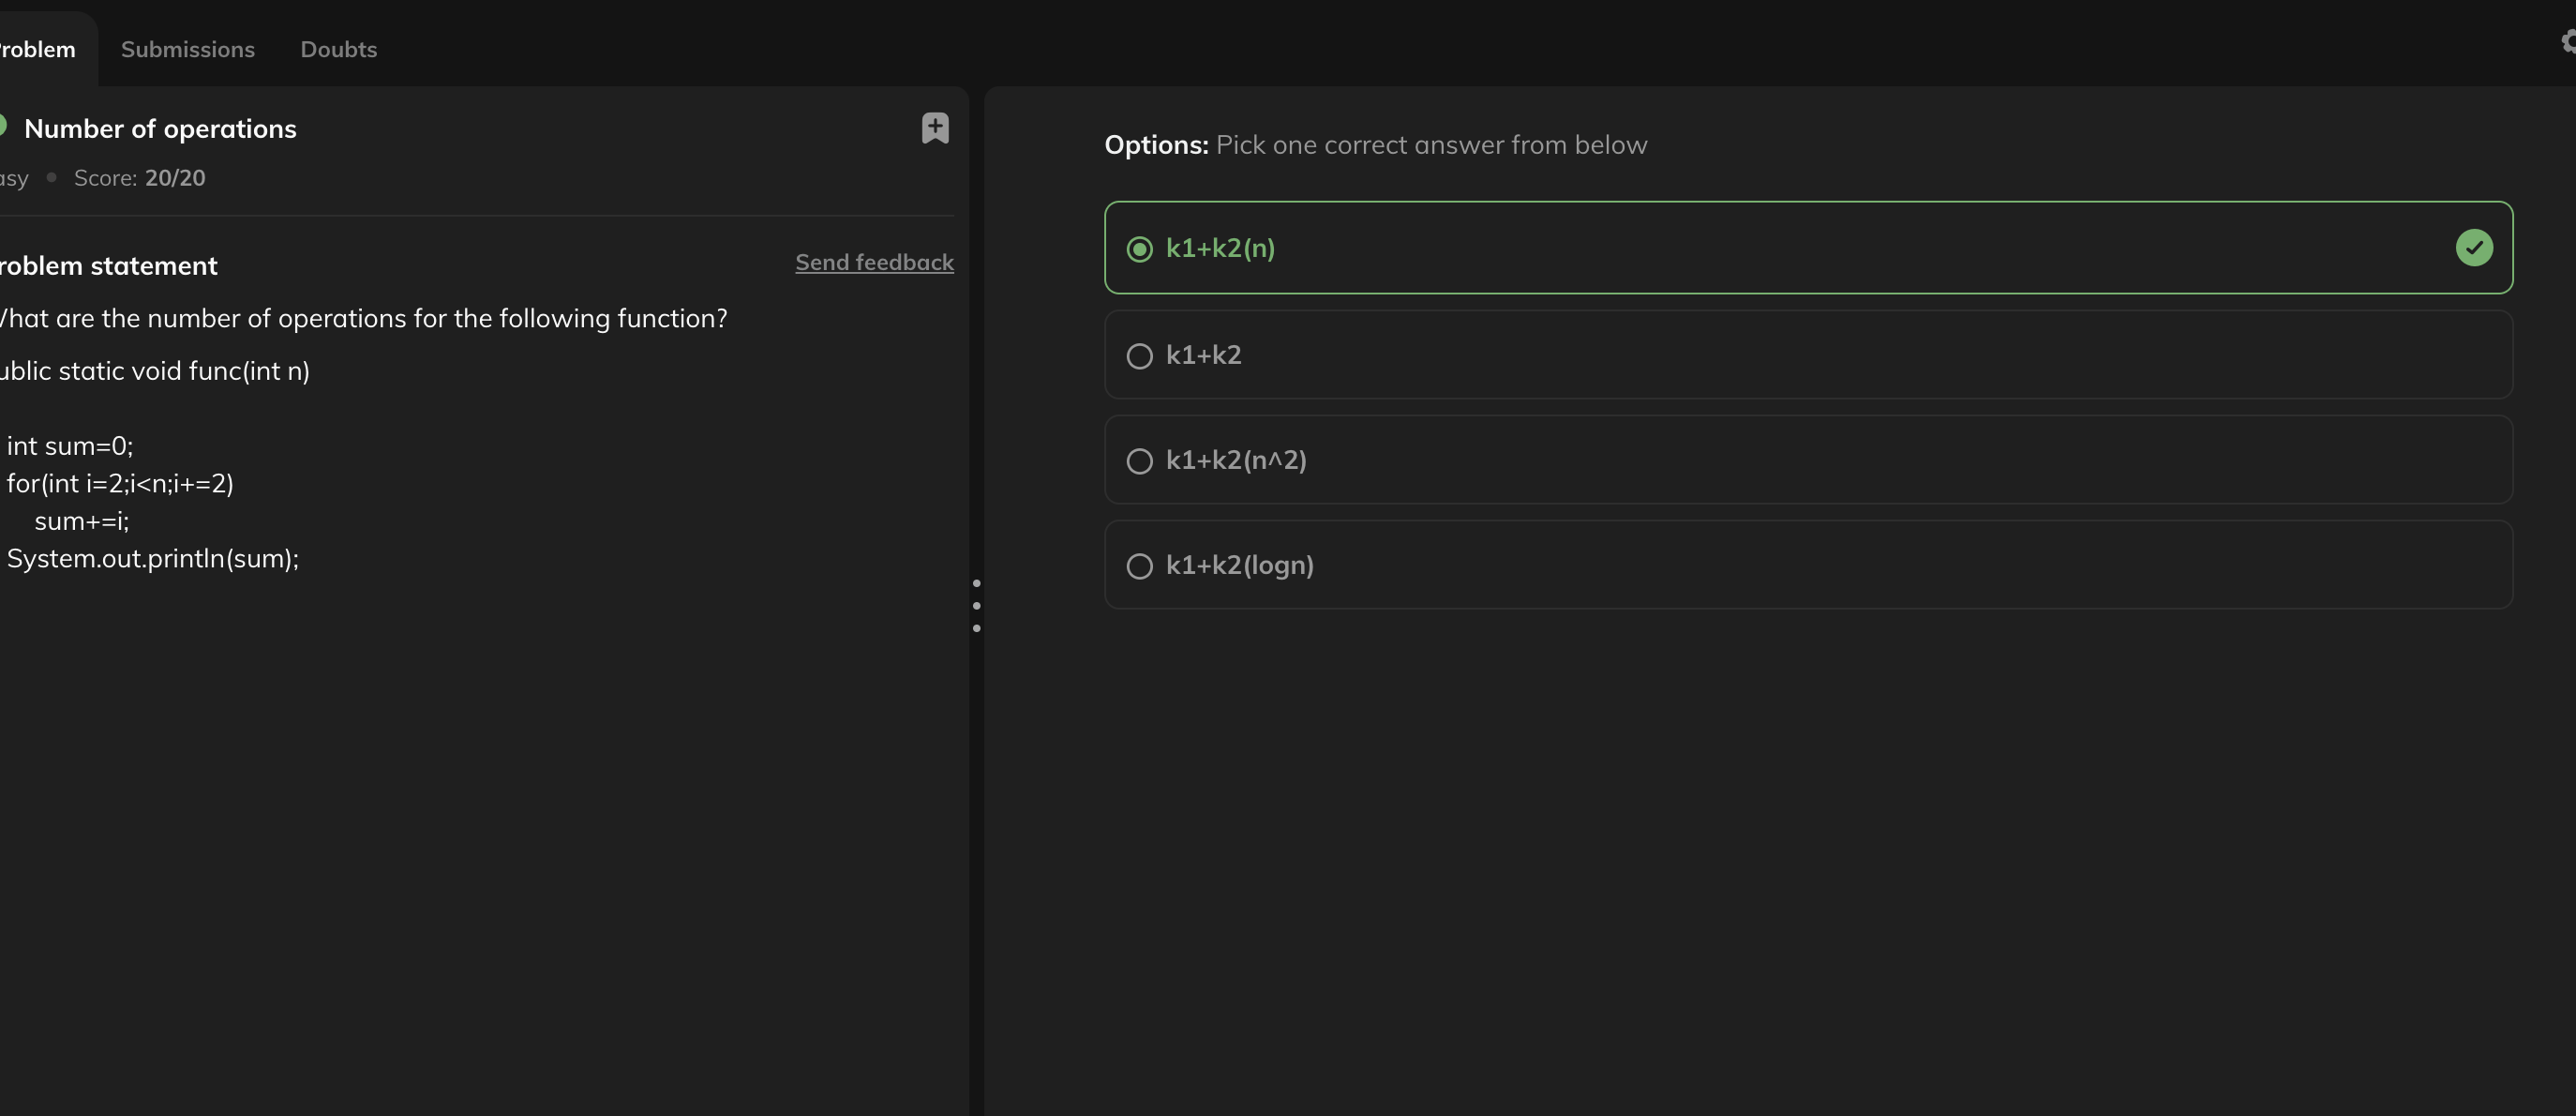 roblem Submissions Doubts
Number of operations
asy • Score: 20/20
roblem statement Send feedback
What are the number of operations for the following function?
ublic static void func(int n)
int sum=0;
for(int i=2;i<n;i+=2)
sum+=i;
System.out.println(sum);
Options: Pick one correct answer from below
k1+k2(n)
k1+k2
k1+k2(n^2)
k1+k2(logn)